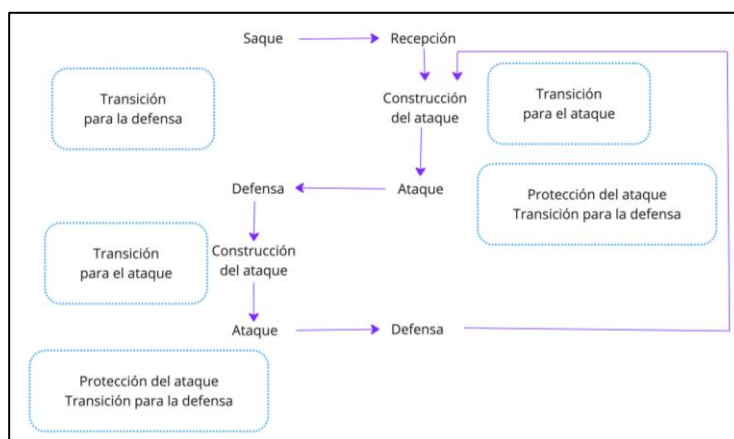 Saque
Recepción
Transición
para la defensa
Construcción
del ataque
Transición
para el ataque
Defensa
Ataque
Protección del ataque
Transición para la defensa
Transición
para el ataque
Construcción
del ataque
Ataque
Defensa
Protección del ataque
Transición para la defensa